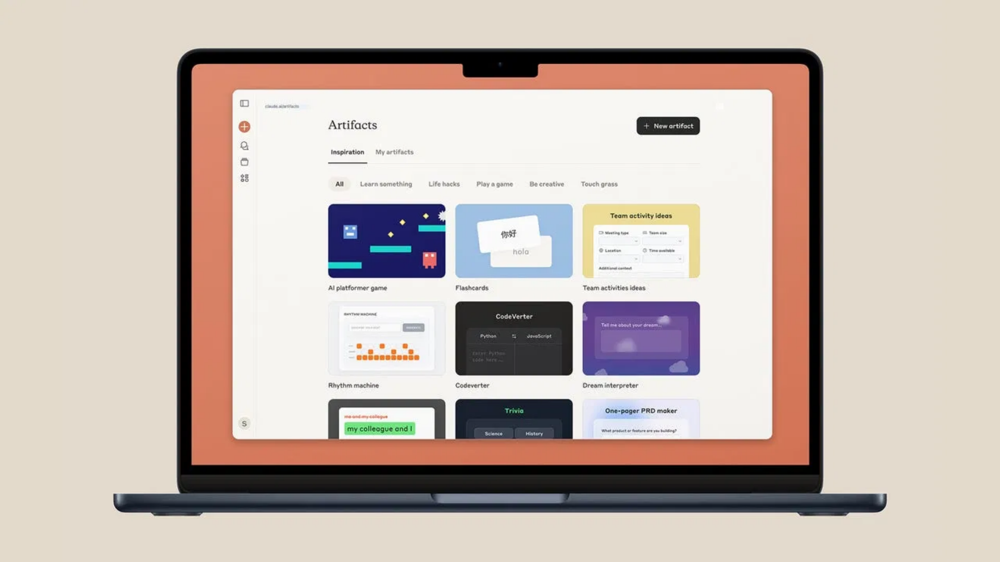 claude.ai/artifacts
Artifacts
New artifact
Inspiration
My artifacts
All
Learn something
Life hacks
Play a game
Be creative
Touch grass
你好
hola
Team activity ideas
Meeting type
Team size
Location
Time available
Additional context
AI platformer game
Flashcards
Team activities ideas
RHYTHM MACHINE
CodeVerter
Python
JavaScript
Enter Python
code here...
Tell me about your dream...
Rhythm machine
Codeverter
Dream interpreter
me and my collegue
my colleague and I
Trivia
Science
History
One-pager PRD maker
What product or feature are you building?
S